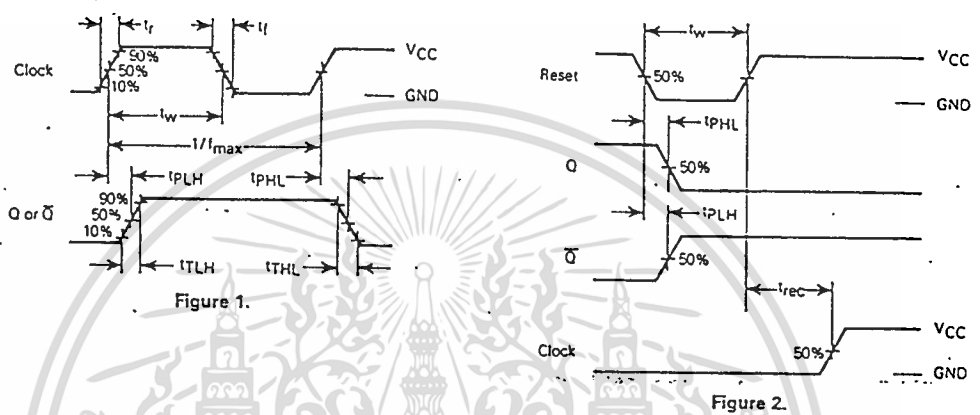 tr
tf
VCC
Clock
90%
50%
10%
GND
tw
1/fmax
tPLH
tPHL
Q or Q̅
90%
50%
10%
tTLH
tTHL
Figure 1.
tw
VCC
Reset
50%
GND
tPHL
Q
50%
tPLH
Q̅
50%
trec
VCC
Clock
50%
GND
Figure 2.